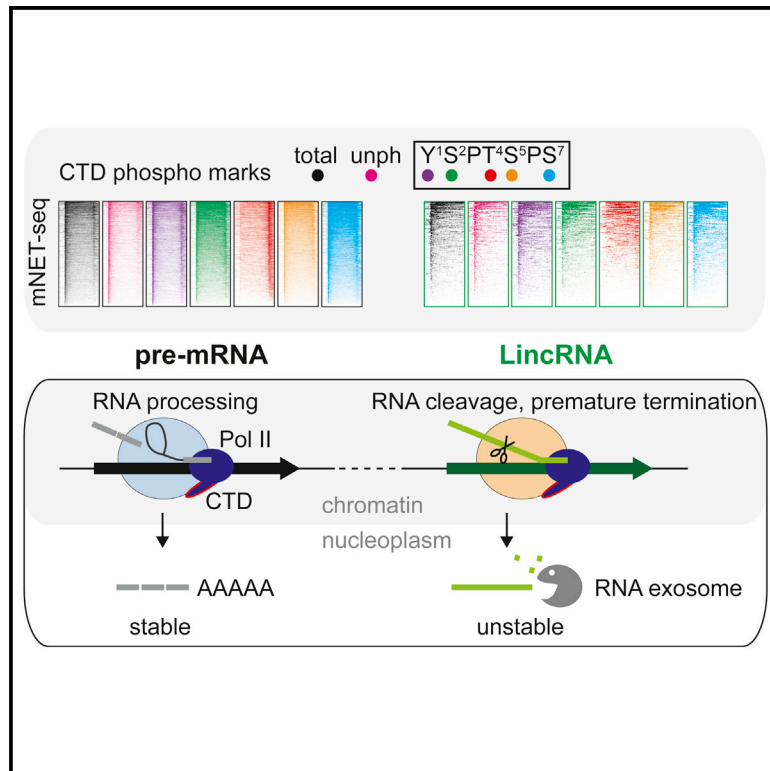 total unph Y¹S²PT⁴S⁵PS⁷
CTD phospho marks
mNET-seq
pre-mRNA LincRNA
RNA processing RNA cleavage, premature termination
Pol II
CTD
chromatin
nucleoplasm
AAAAA RNA exosome
stable unstable